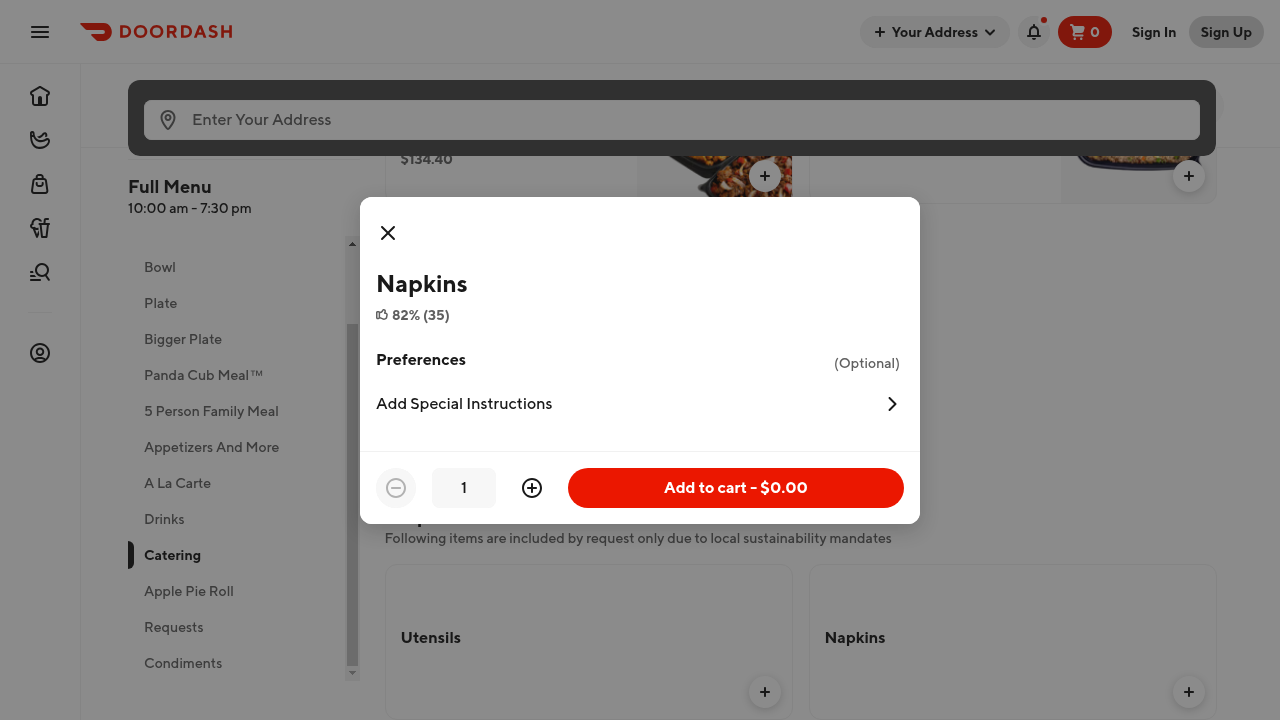 DOORDASH
Your Address
0
Sign In
Sign Up
Enter Your Address
$134.40
Full Menu
10:00 am - 7:30 pm
Bowl
Plate
Bigger Plate
Panda Cub Meal™
5 Person Family Meal
Appetizers And More
A La Carte
Drinks
Catering
Apple Pie Roll
Requests
Condiments
Napkins
82% (35)
Preferences
(Optional)
Add Special Instructions
1
Add to cart - $0.00
Following items are included by request only due to local sustainability mandates
Utensils
Napkins